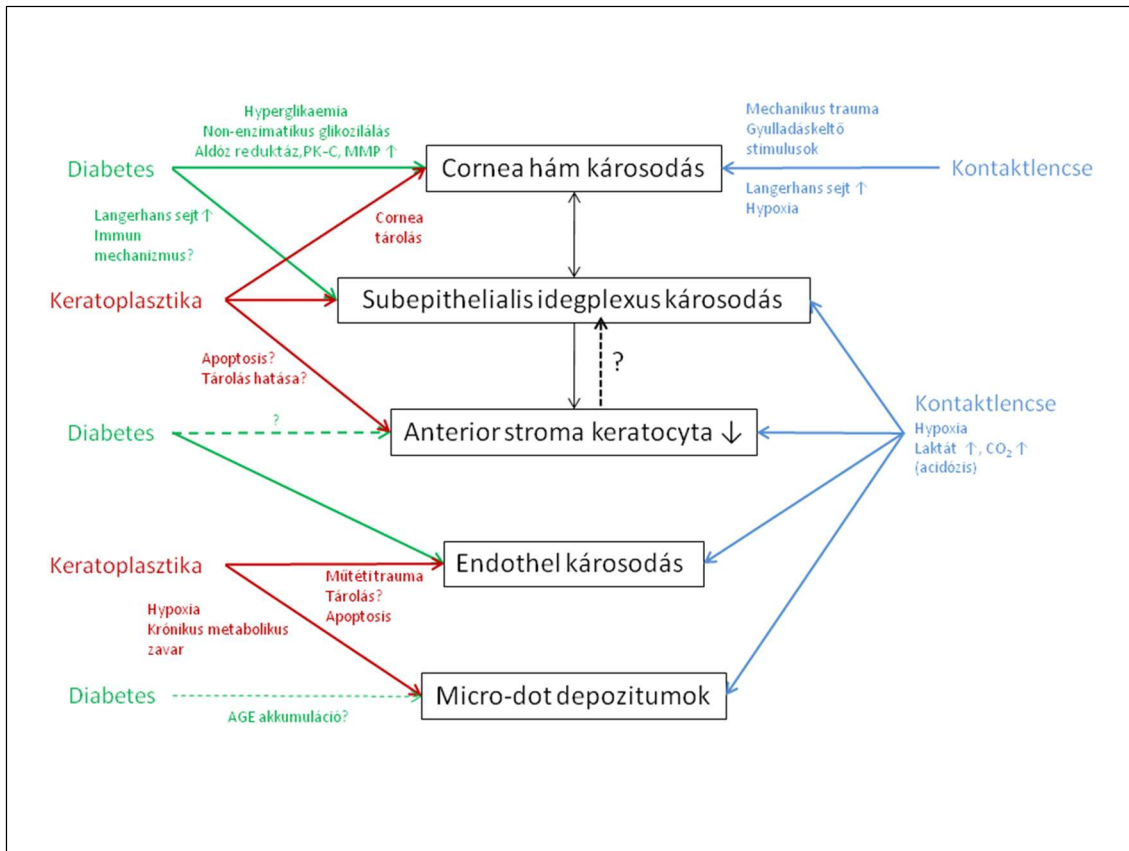 Hyperglikaemia
Non-enzimatikus glikozilálás
Aldóz reduktáz,PK-C, MMP ↑
Diabetes
Cornea hám károsodás
Mechanikus trauma
Gyulladáskeltő
stimulusok
Kontaktlencse
Langerhans sejt ↑
Hypoxia
Langerhans sejt ↑
Immun
mechanizmus?
Cornea
tárolás
Keratoplasztika
Subepithelialis idegplexus károsodás
Apoptosis?
Tárolás hatása?
?
Diabetes
?
Anterior stroma keratocyta ↓
Kontaktlencse
Hypoxia
Laktát ↑, CO₂ ↑
(acidózis)
Keratoplasztika
Endothel károsodás
Műtéti trauma
Tárolás?
Apoptosis
Hypoxia
Krónikus metabolikus
zavar
Diabetes
Micro-dot depozitumok
AGE akkumuláció?